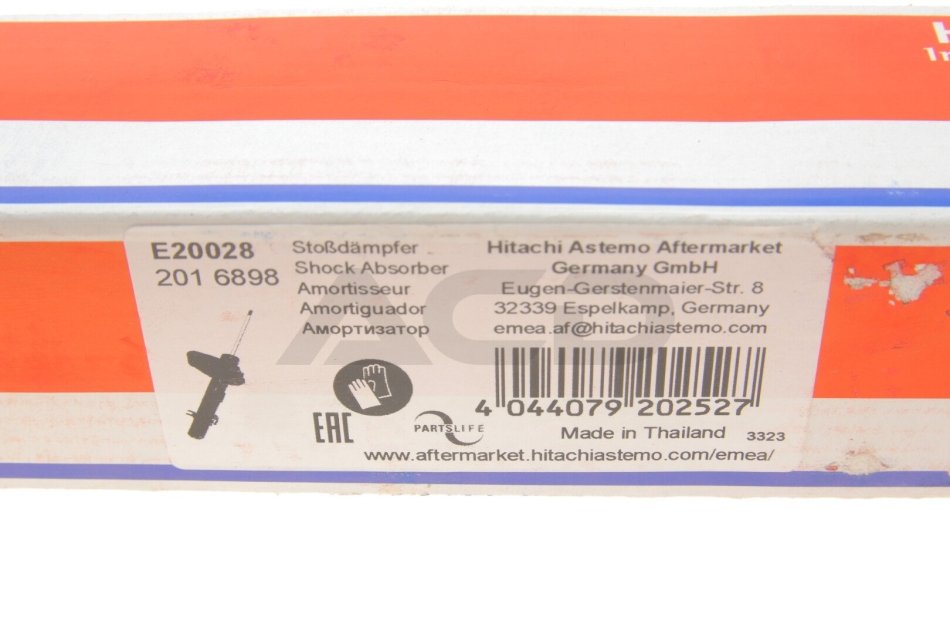 E20028
201 6898
Stoßdämpfer
Shock Absorber
Amortisseur
Amortiguador
Амортизатор
Hitachi Astemo Aftermarket
Germany GmbH
Eugen-Gerstenmaier-Str. 8
32339 Espelkamp, Germany
emea.af@hitachiastemo.com
ACD
EAC
PARTSLIFE
4 044079 202527
Made in Thailand 3323
www.aftermarket.hitachiastemo.com/emea/